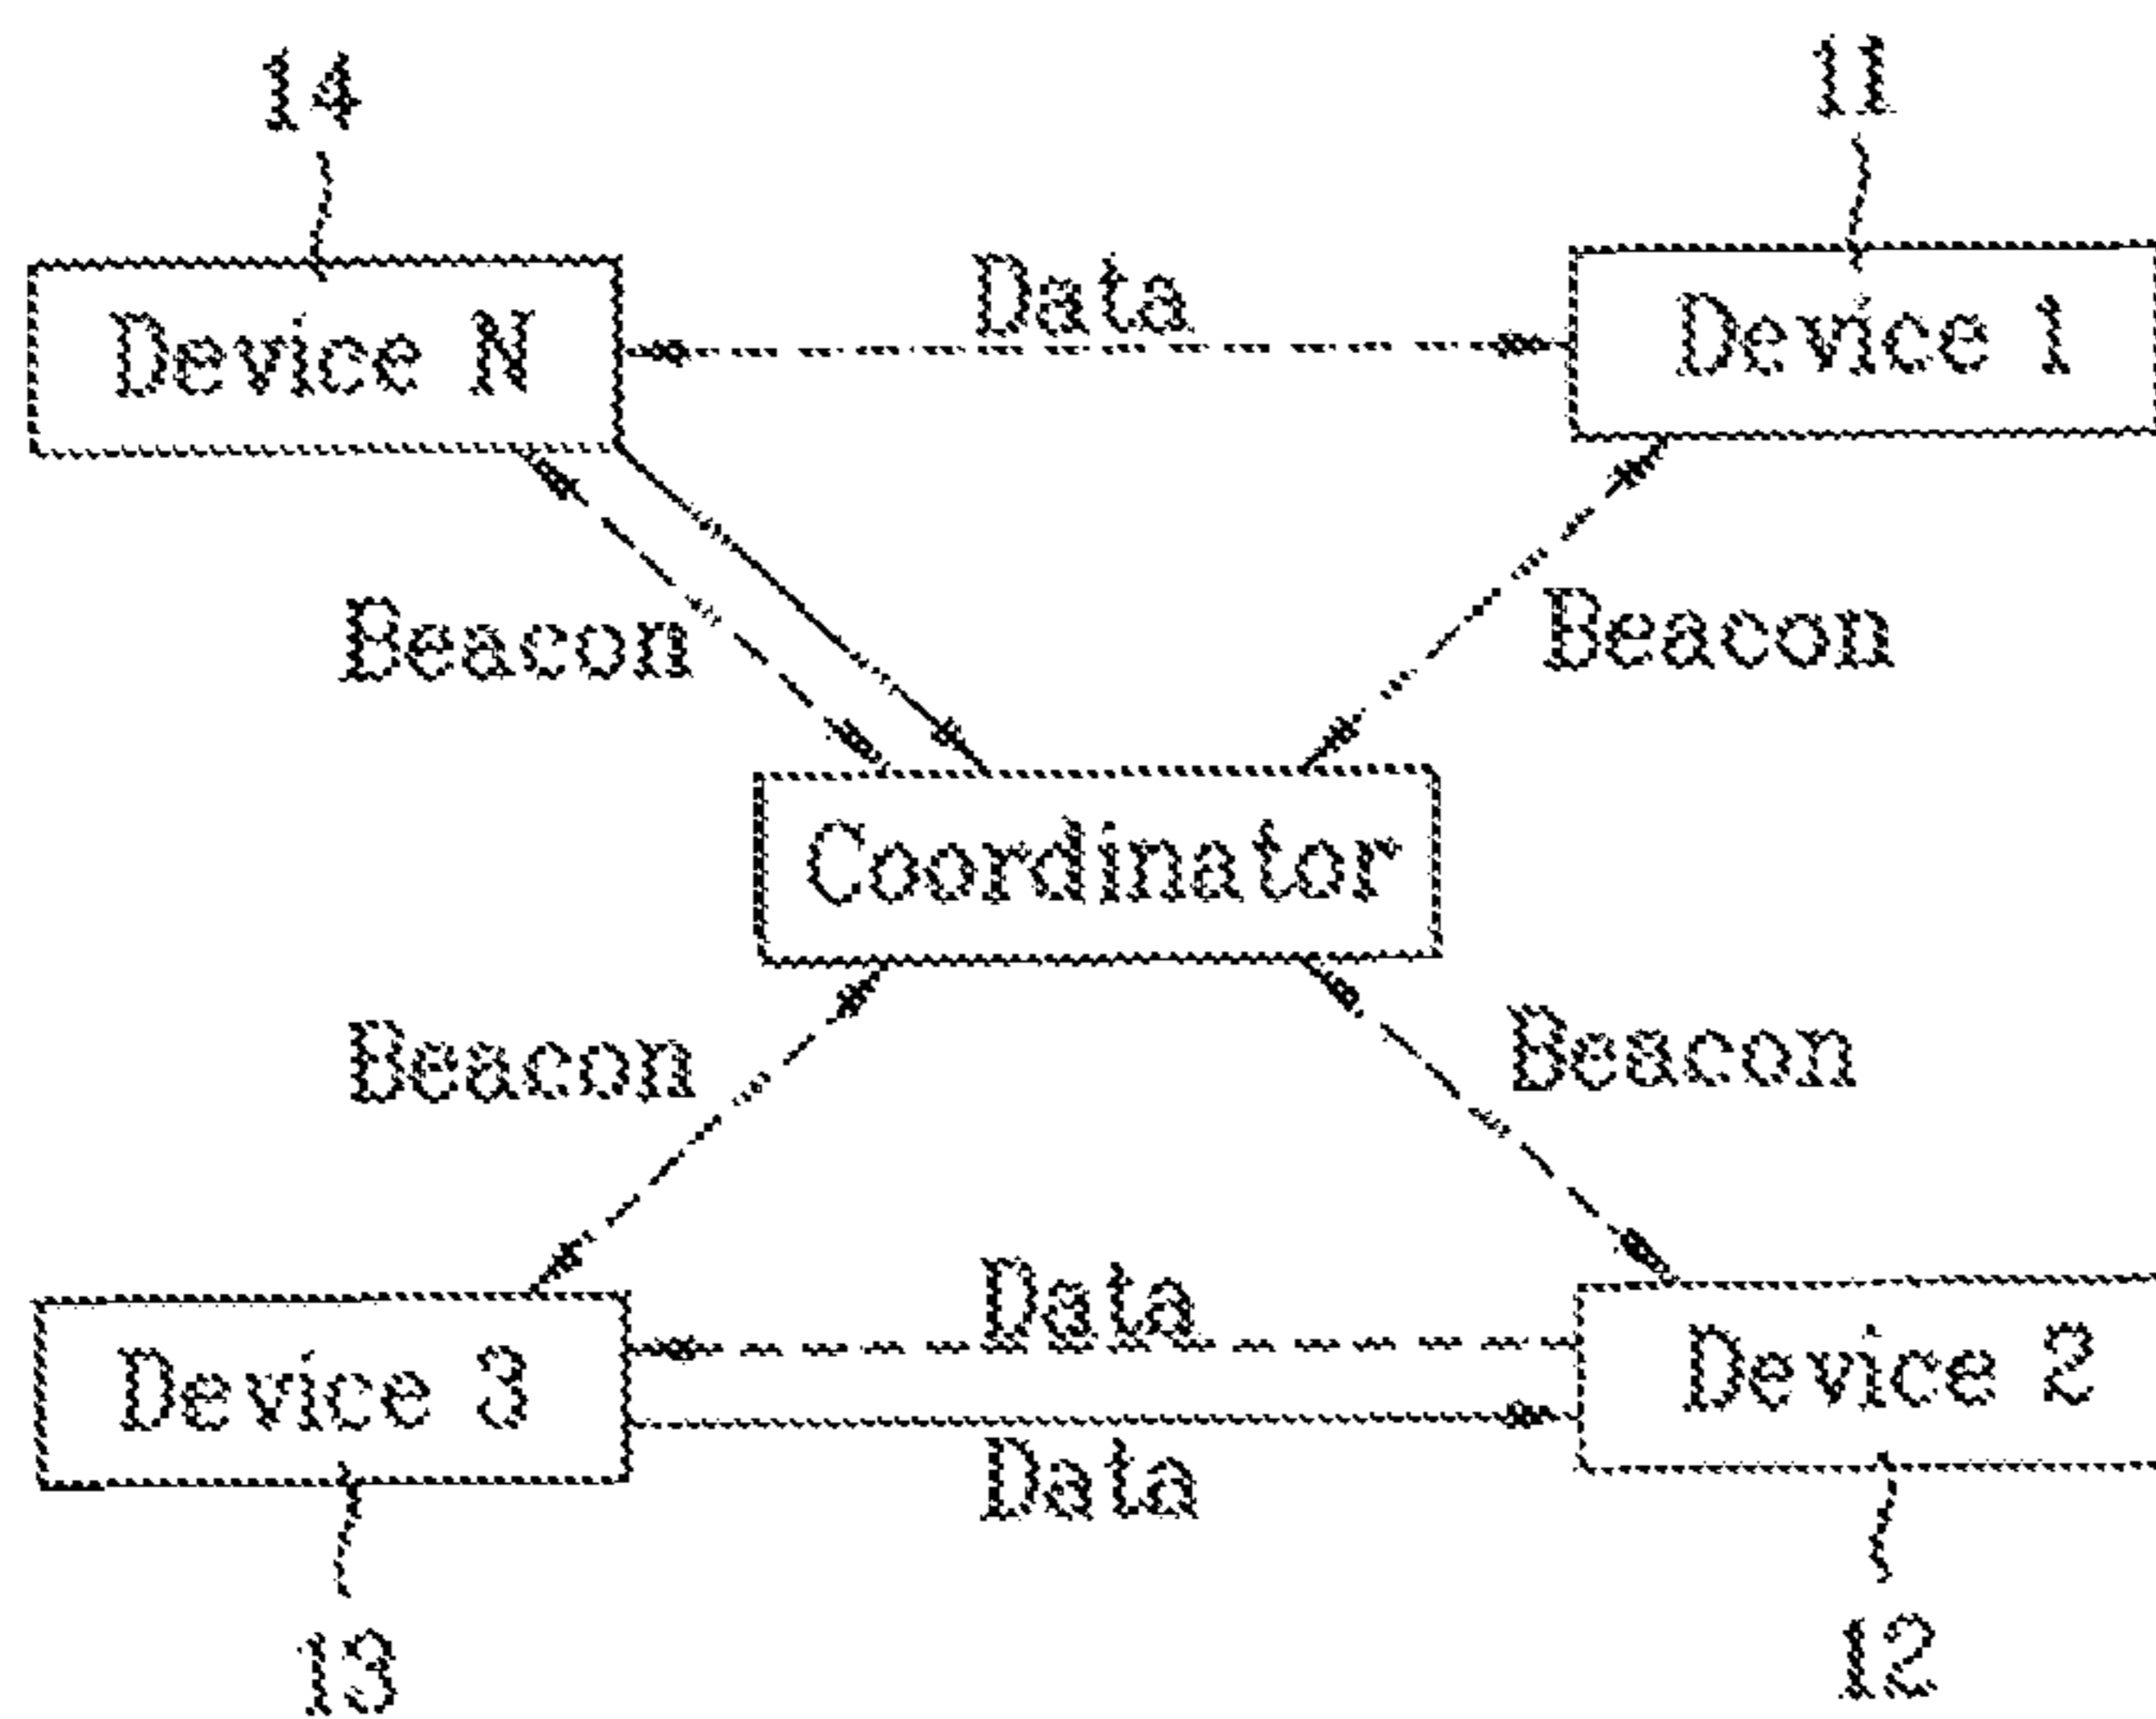 14
11
Data
Device N
Device 1
Beacon
Beacon
Coordinator
Beacon
Beacon
Data
Device 3
Device 2
Data
13
12